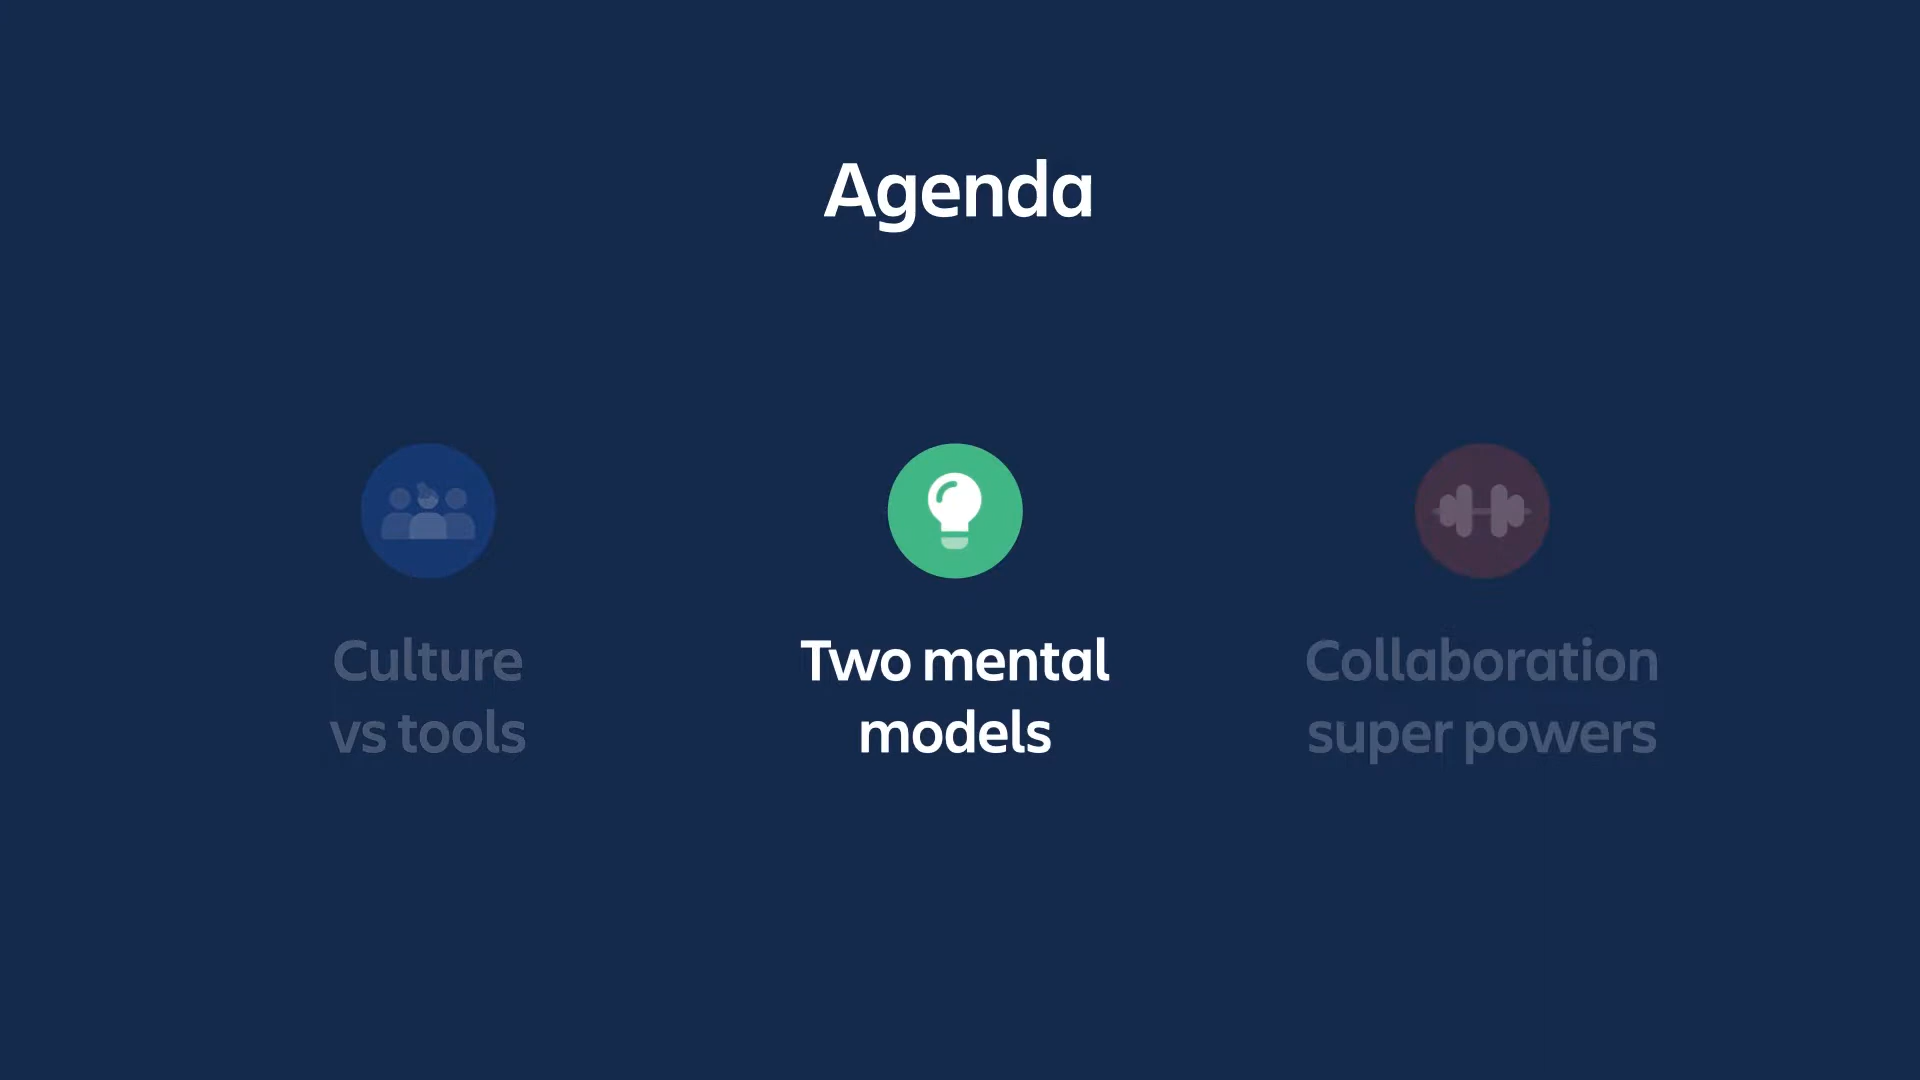 Agenda
Culture
vs tools
Two mental
models
Collaboration
super powers